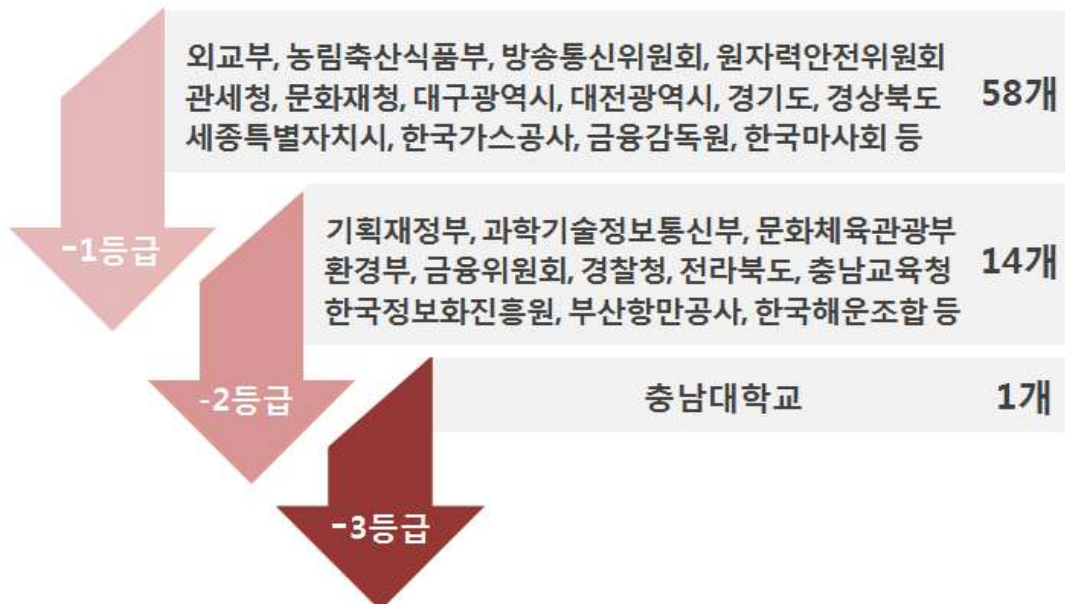 외교부, 농림축산식품부, 방송통신위원회, 원자력안전위원회
관세청, 문화재청, 대구광역시, 대전광역시, 경기도, 경상북도 58개
세종특별자치시, 한국가스공사, 금융감독원, 한국마사회 등
-1등급
기획재정부, 과학기술정보통신부, 문화체육관광부
환경부, 금융위원회, 경찰청, 전라북도, 충남교육청 14개
한국정보화진흥원, 부산항만공사, 한국해운조합 등
-2등급
충남대학교 1개
-3등급